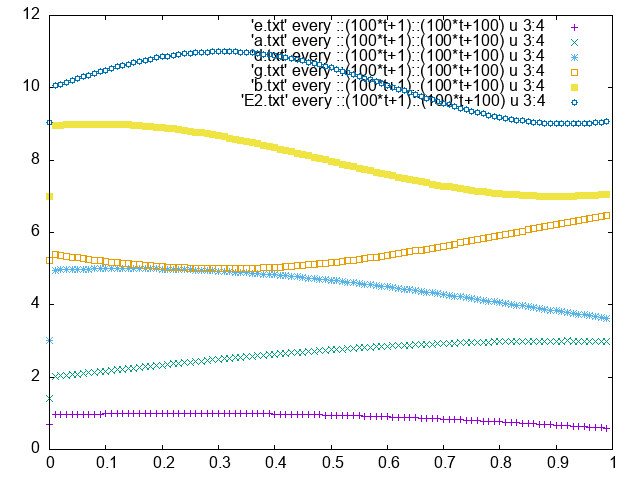 12
10
8
6
4
2
0
'e.txt' every ::(100*t+1)::(100*t+100) u 3:4
'a.txt' every ::(100*t+1)::(100*t+100) u 3:4
'd.txt' every ::(100*t+1)::(100*t+100) u 3:4
'g.txt' every ::(100*t+1)::(100*t+100) u 3:4
'b.txt' every ::(100*t+1)::(100*t+100) u 3:4
'E2.txt' every ::(100*t+1)::(100*t+100) u 3:4
0 0.1 0.2 0.3 0.4 0.5 0.6 0.7 0.8 0.9 1